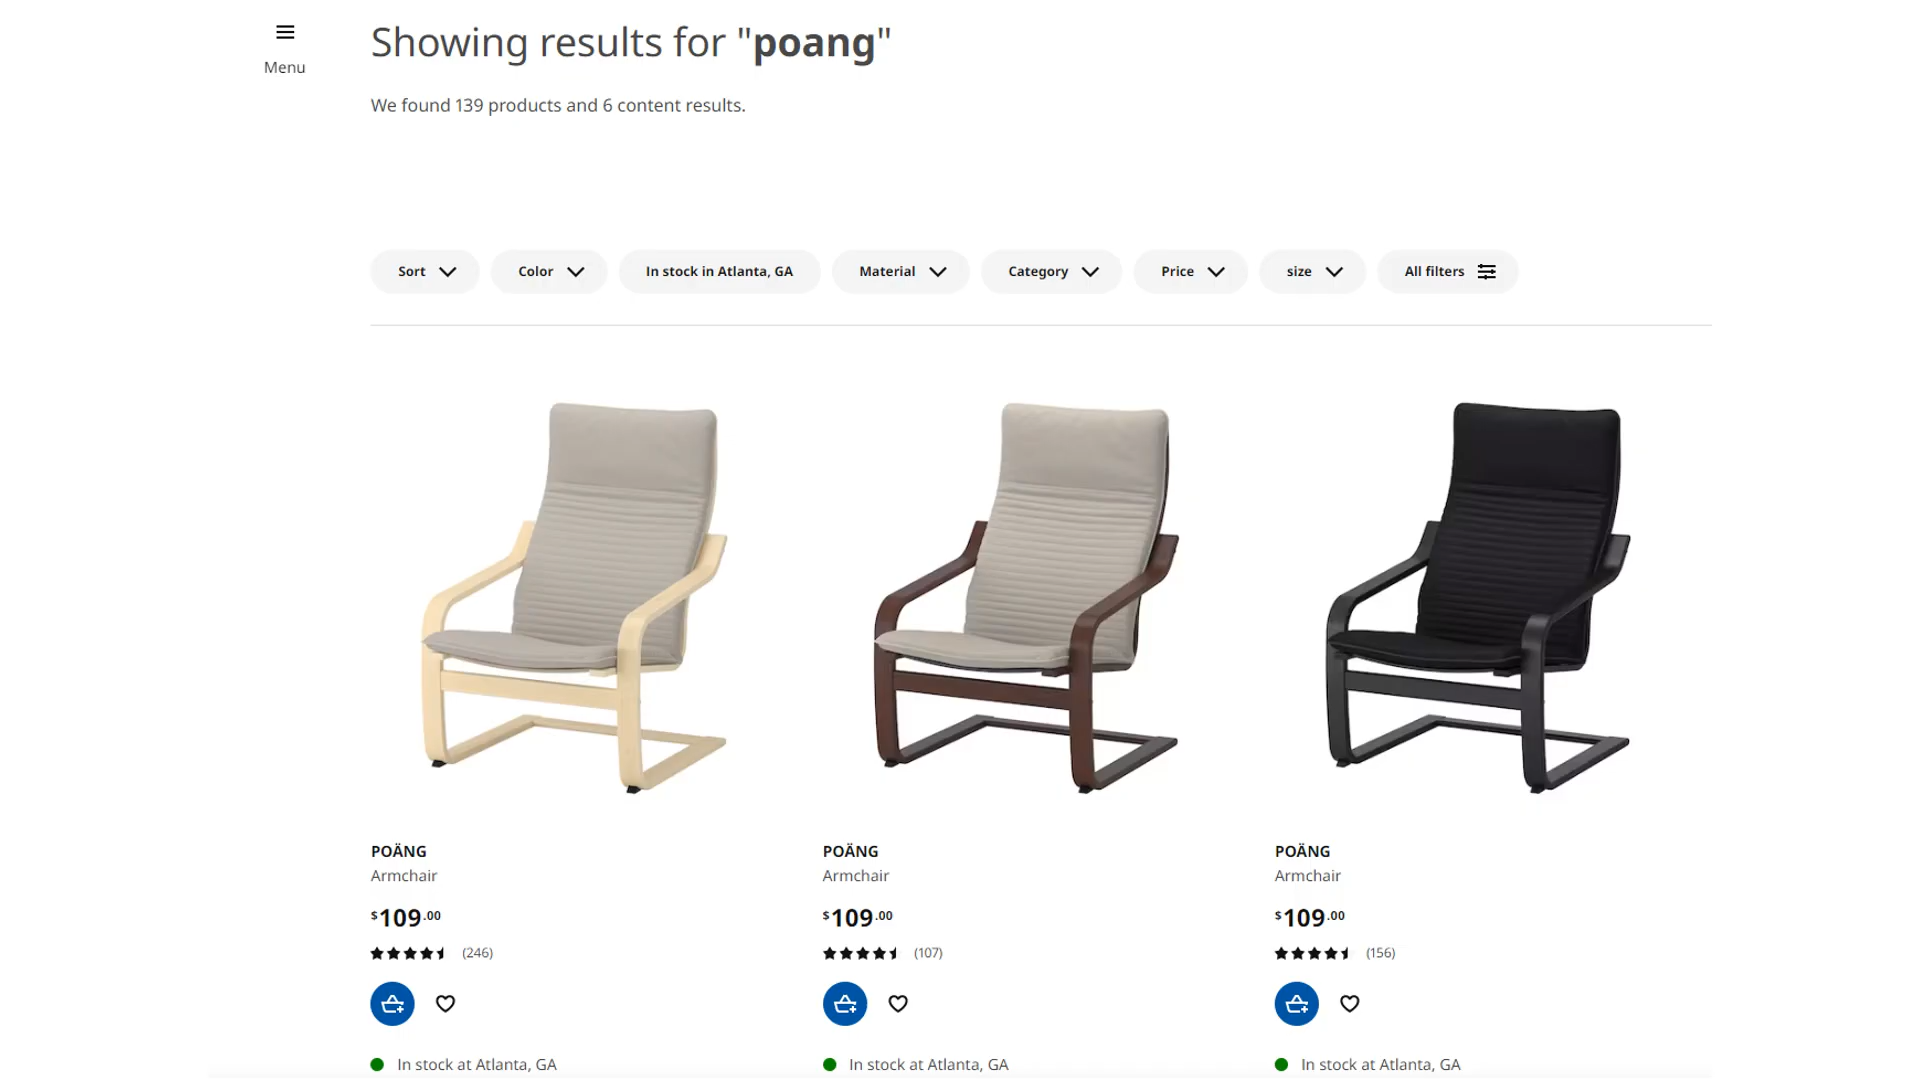 Menu
Showing results for "poang"
We found 139 products and 6 content results.
Sort Color In stock in Atlanta, GA Material Category Price size All filters
POÄNG
Armchair
$109.00
(246)
In stock at Atlanta, GA
POÄNG
Armchair
$109.00
(107)
In stock at Atlanta, GA
POÄNG
Armchair
$109.00
(156)
In stock at Atlanta, GA